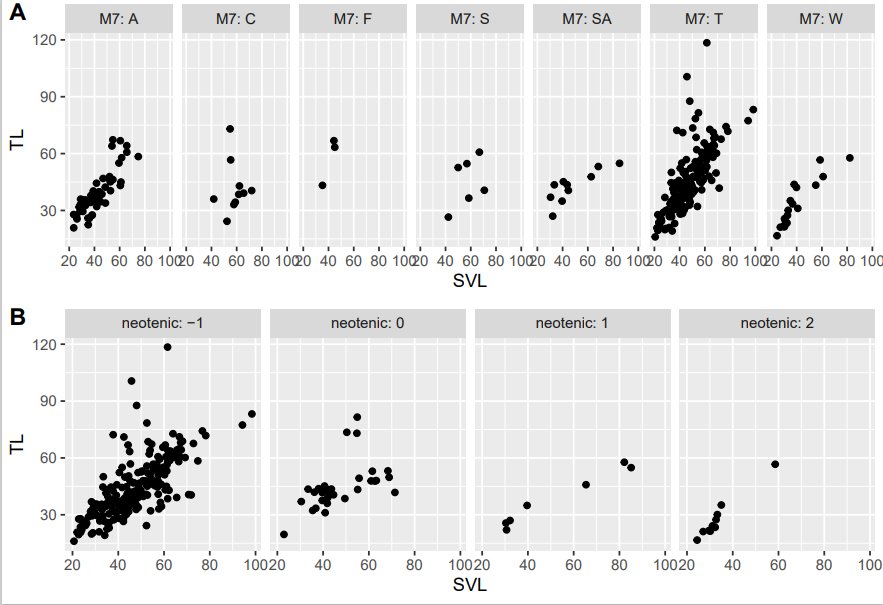 A
M7: A M7: C M7: F M7: S M7: SA M7: T M7: W
120
90
60
30
TL
20 40 60 80 100 20 40 60 80 100 20 40 60 80 100 20 40 60 80 100 20 40 60 80 100 20 40 60 80 100 20 40 60 80 100
SVL
B
neotenic: −1 neotenic: 0 neotenic: 1 neotenic: 2
120
90
60
30
TL
20 40 60 80 100 20 40 60 80 100 20 40 60 80 100 20 40 60 80 100
SVL